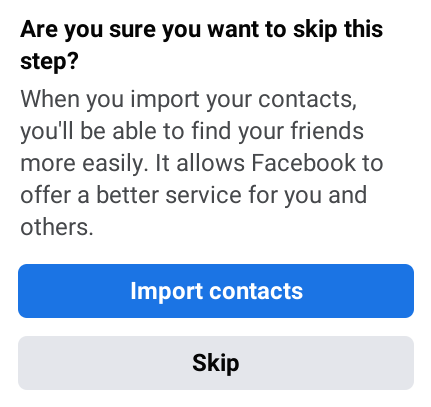 Are you sure you want to skip this
step?
When you import your contacts,
you'll be able to find your friends
more easily. It allows Facebook to
offer a better service for you and
others.
Import contacts
Skip